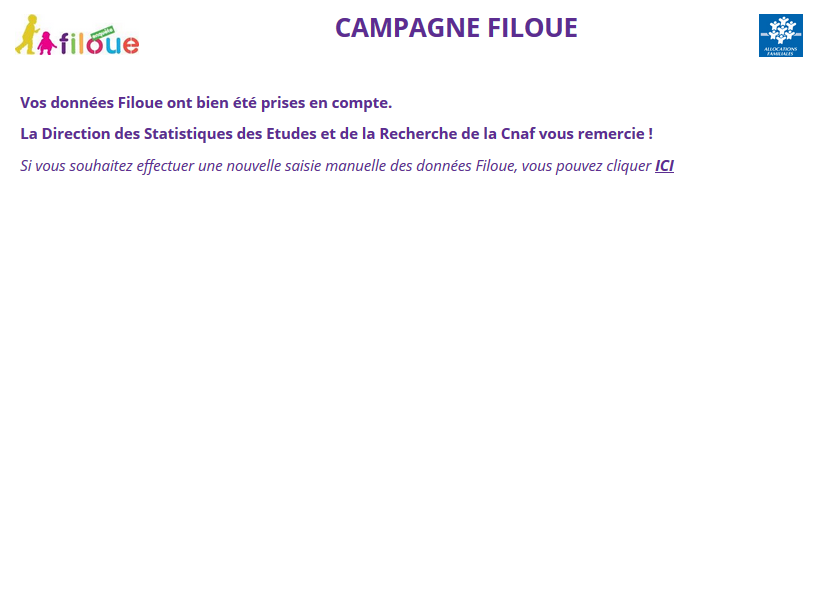 enquête
filoue
CAMPAGNE FILOUE
ALLOCATIONS
FAMILIALES
Vos données Filoue ont bien été prises en compte.
La Direction des Statistiques des Etudes et de la Recherche de la Cnaf vous remercie !
Si vous souhaitez effectuer une nouvelle saisie manuelle des données Filoue, vous pouvez cliquer ICI